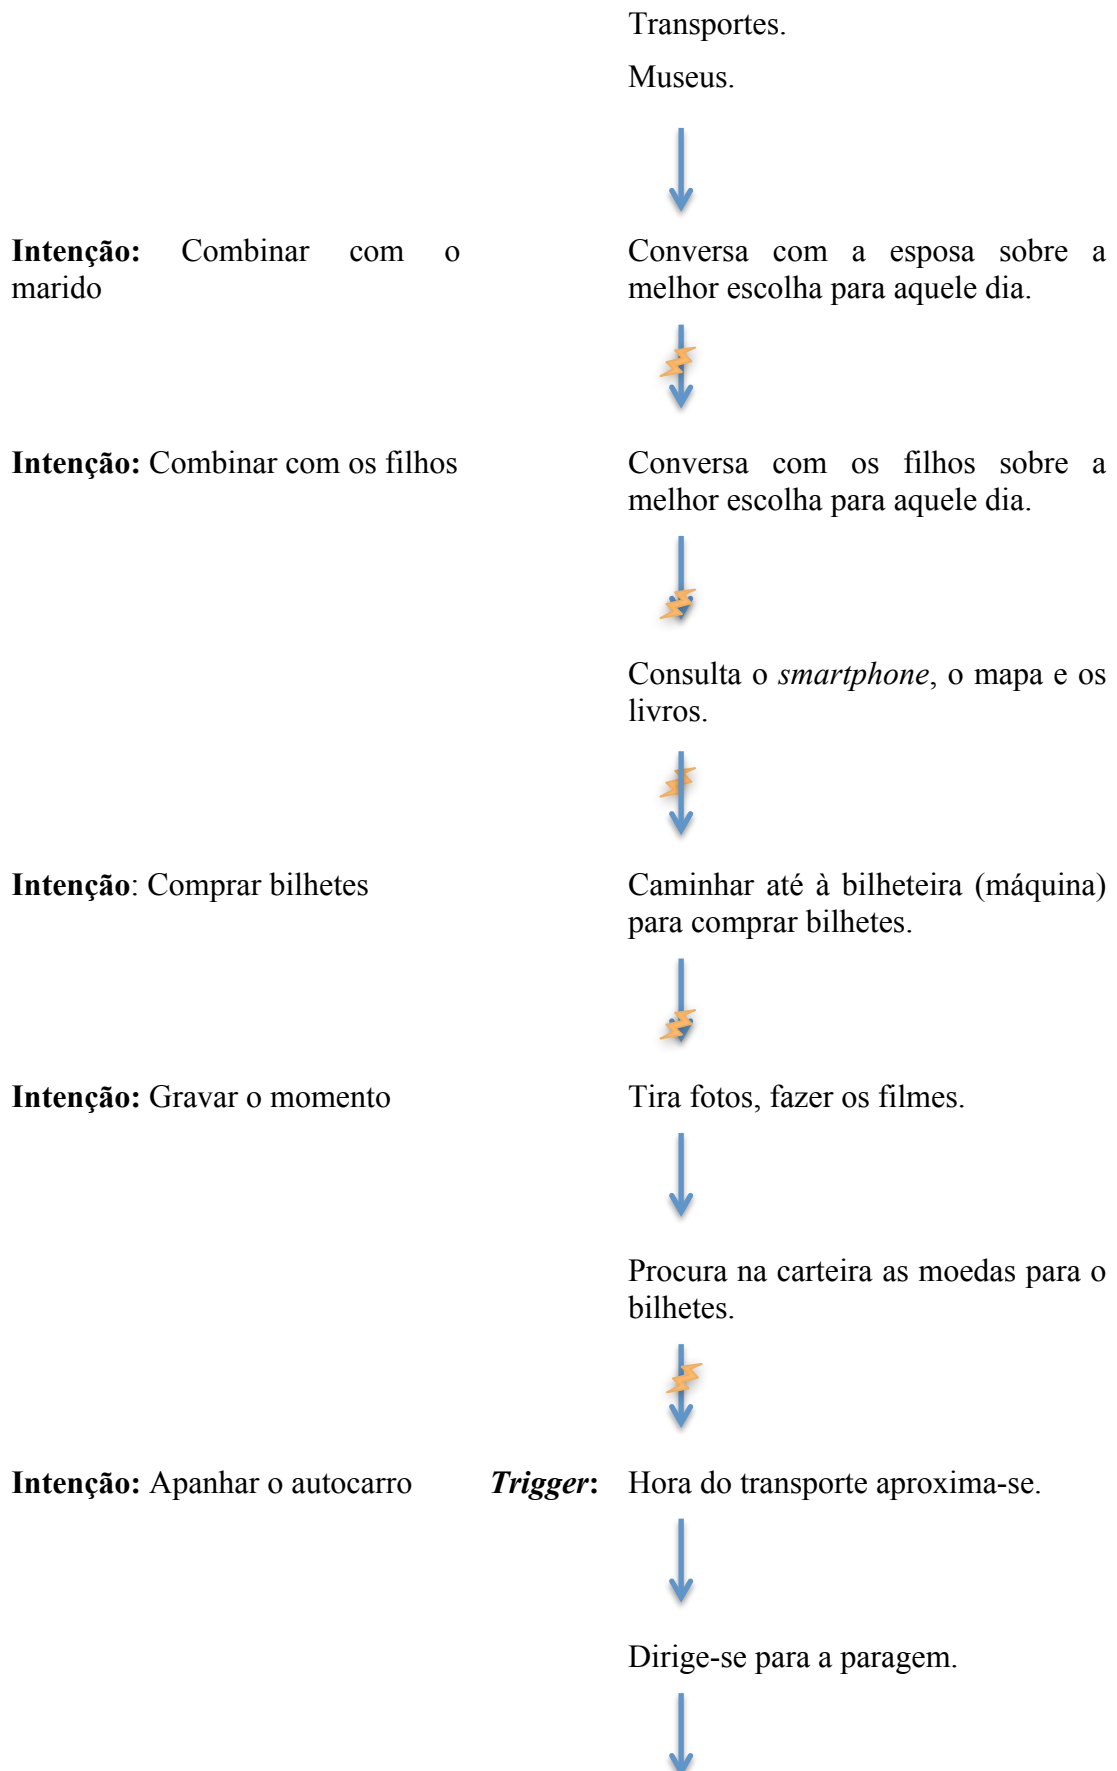 Transportes.
Museus.
Intenção: Combinar com o
marido
Conversa com a esposa sobre a
melhor escolha para aquele dia.
Intenção: Combinar com os filhos
Conversa com os filhos sobre a
melhor escolha para aquele dia.
Consulta o smartphone, o mapa e os
livros.
Intenção: Comprar bilhetes
Caminhar até à bilheteira (máquina)
para comprar bilhetes.
Intenção: Gravar o momento
Tira fotos, fazer os filmes.
Procura na carteira as moedas para o
bilhetes.
Intenção: Apanhar o autocarro
Trigger: Hora do transporte aproxima-se.
Dirige-se para a paragem.